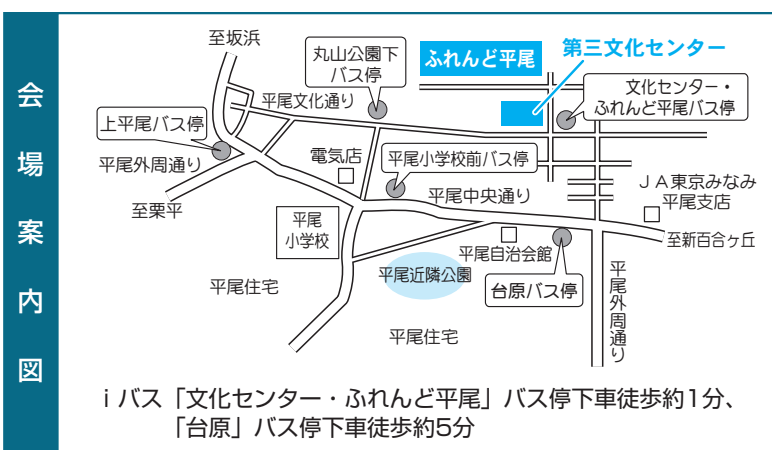 会場案内図
至坂浜
丸山公園下
バス停
ふれんど平尾
第三文化センター
文化センター・
ふれんど平尾バス停
平尾文化通り
上平尾バス停
平尾外周通り
電気店
平尾小学校前バス停
至栗平
平尾中央通り
JA東京みなみ
平尾支店
平尾
小学校
至新百合ヶ丘
平尾自治会館
平尾近隣公園
台原バス停
平尾住宅
平尾外周通り
平尾住宅
iバス「文化センター・ふれんど平尾」バス停下車徒歩約1分、
「台原」バス停下車徒歩約5分